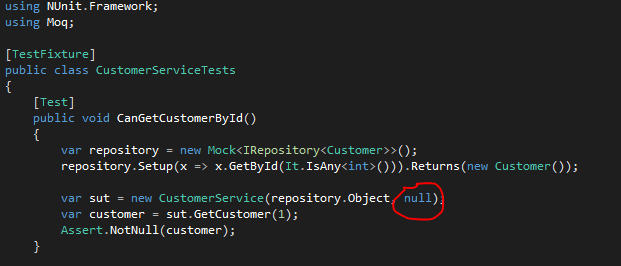 using NUnit.Framework;
using Moq;
[TestFixture]
public class CustomerServiceTests
{
[Test]
public void CanGetCustomerById()
{
var repository = new Mock<IRepository<Customer>>();
repository.Setup(x => x.GetById(It.IsAny<int>())).Returns(new Customer());
var sut = new CustomerService(repository.Object, null);
var customer = sut.GetCustomer(1);
Assert.NotNull(customer);
}